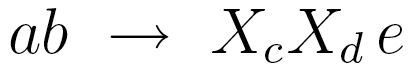 ab → X_c X_d e